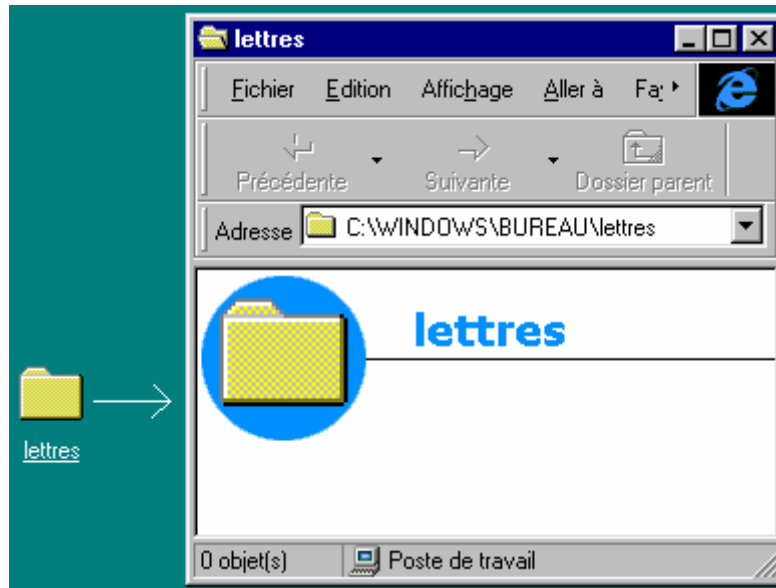 lettres
Fichier Edition Affichage Aller à
Précédente Suivante Dossier parent
Adresse C:\WINDOWS\BUREAU\lettres
lettres
lettres
0 objet(s) Poste de travail